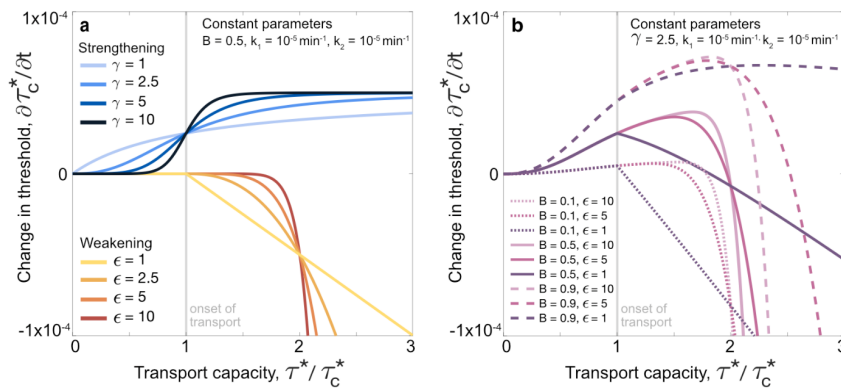 1x10⁻⁴
a
Constant parameters
B = 0.5, k₁ = 10⁻⁵ min⁻¹, k₂ = 10⁻⁵ min⁻¹
Strengthening
γ = 1
γ = 2.5
γ = 5
γ = 10
Change in threshold, ∂τ_c^*/∂t
0
Weakening
ϵ = 1
ϵ = 2.5
ϵ = 5
ϵ = 10
onset of
transport
-1x10⁻⁴
0 1 2 3
Transport capacity, τ^*/τ_c^*
1x10⁻⁴
b
Constant parameters
γ = 2.5, k₁ = 10⁻⁵ min⁻¹, k₂ = 10⁻⁵ min⁻¹
Change in threshold, ∂τ_c^*/∂t
0
B = 0.1, ϵ = 10
B = 0.1, ϵ = 5
B = 0.1, ϵ = 1
B = 0.5, ϵ = 10
B = 0.5, ϵ = 5
B = 0.5, ϵ = 1
B = 0.9, ϵ = 10
B = 0.9, ϵ = 5
B = 0.9, ϵ = 1
onset of
transport
-1x10⁻⁴
0 1 2 3
Transport capacity, τ^*/τ_c^*